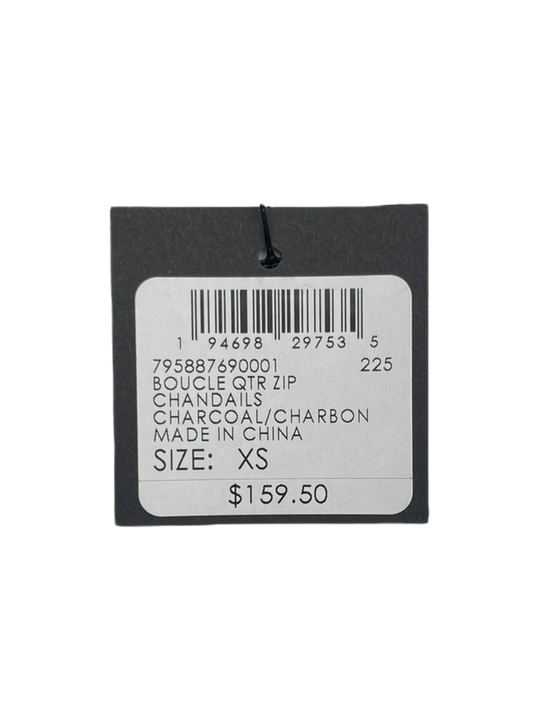 1 94698 29753 5
795887690001 225
BOUCLE QTR ZIP
CHANDAILS
CHARCOAL/CHARBON
MADE IN CHINA
SIZE: XS
$159.50